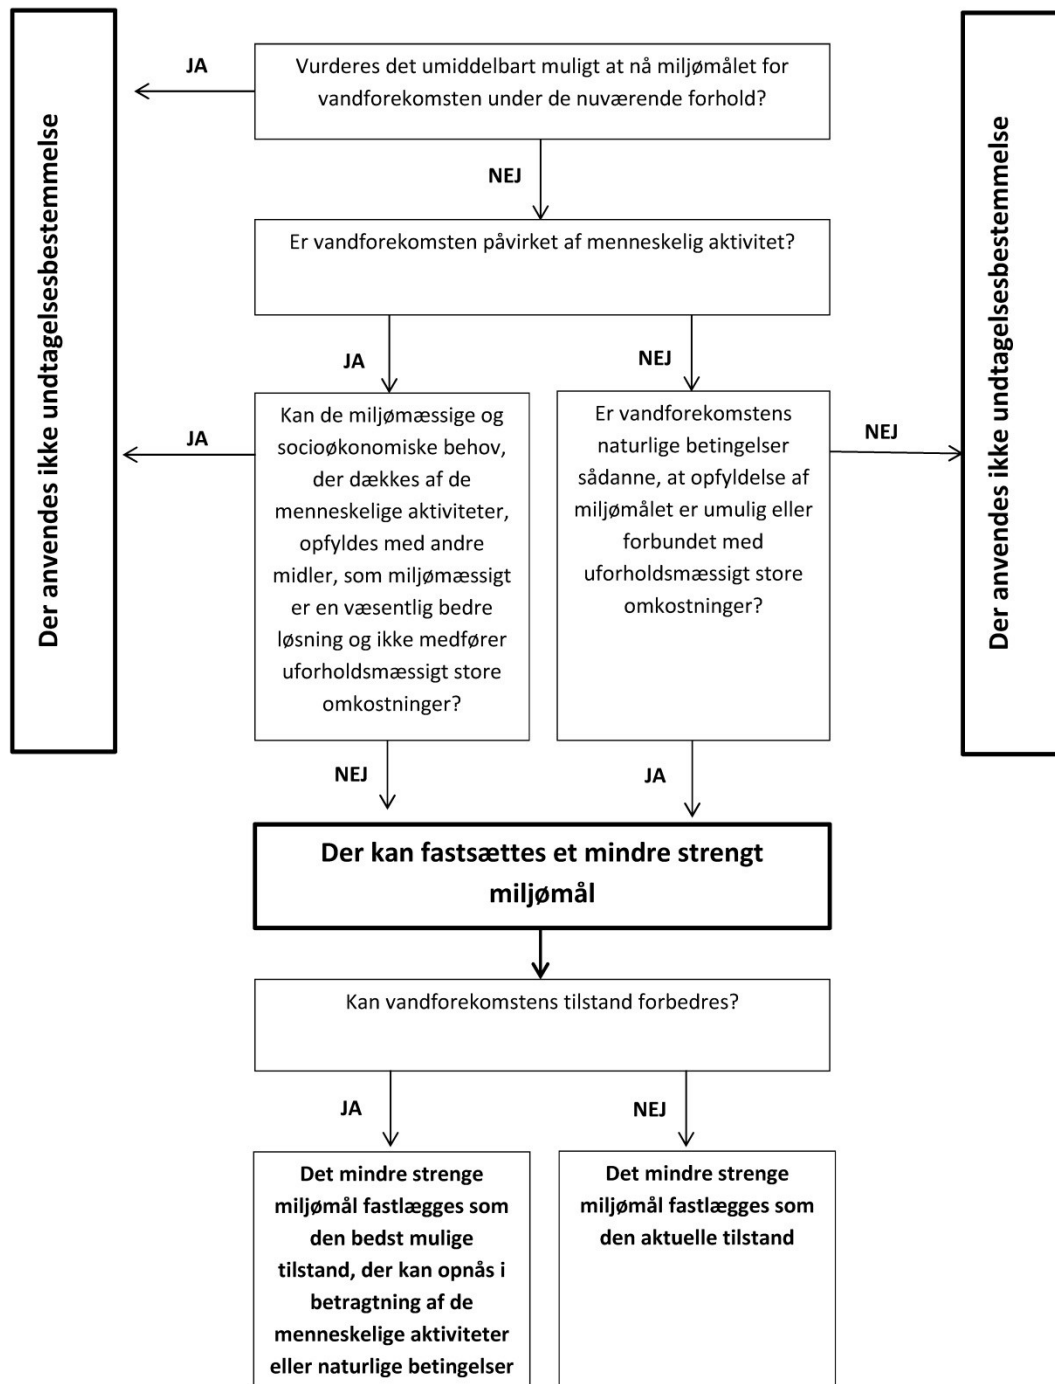 Der anvendes ikke undtagelsesbestemmelse
JA
Vurderes det umiddelbart muligt at nå miljømålet for
vandforekomsten under de nuværende forhold?
NEJ
Er vandforekomsten påvirket af menneskelig aktivitet?
JA
NEJ
JA
Kan de miljømæssige og
socioøkonomiske behov,
der dækkes af de
menneskelige aktiviteter,
opfyldes med andre
midler, som miljømæssigt
er en væsentlig bedre
løsning og ikke medfører
uforholdsmæssigt store
omkostninger?
Er vandforekomstens
naturlige betingelser
sådanne, at opfyldelse af
miljømålet er umulig eller
forbundet med
uforholdsmæssigt store
omkostninger?
NEJ
Der anvendes ikke undtagelsesbestemmelse
NEJ
JA
Der kan fastsættes et mindre strengt
miljømål
Kan vandforekomstens tilstand forbedres?
JA
NEJ
Det mindre strenge
miljømål fastlægges som
den bedst mulige
tilstand, der kan opnås i
betragtning af de
menneskelige aktiviteter
eller naturlige betingelser
Det mindre strenge
miljømål fastlægges som
den aktuelle tilstand